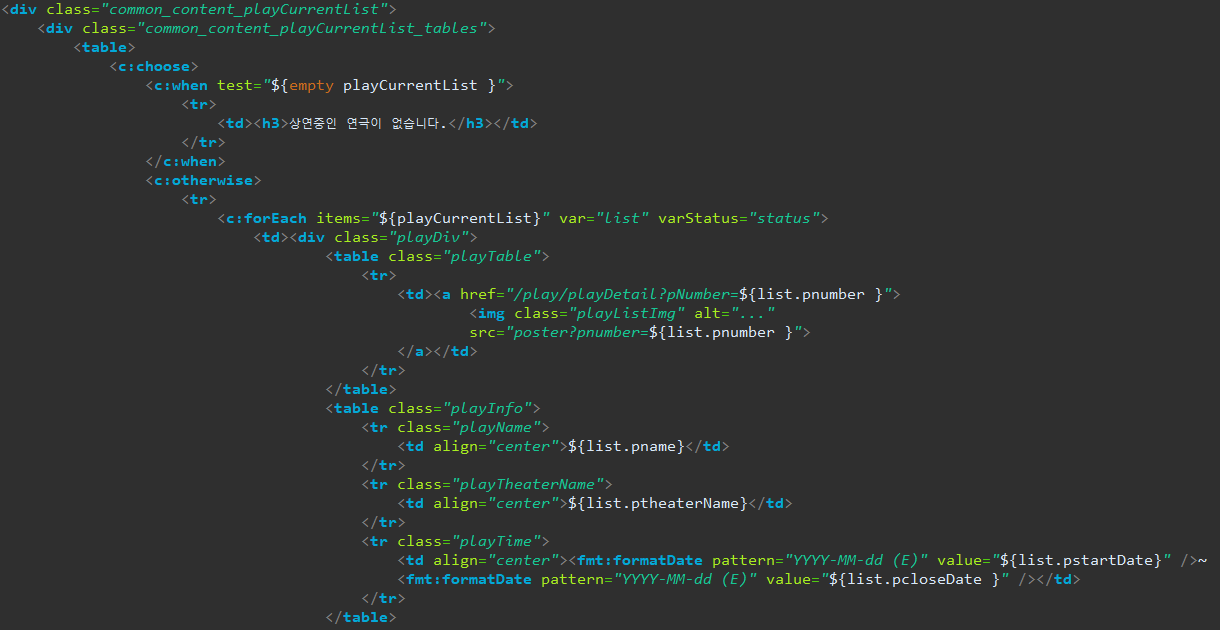 <div class="common_content_playCurrentList">
<div class="common_content_playCurrentList_tables">
<table>
<c:choose>
<c:when test="${empty playCurrentList }">
<tr>
<td><h3>상연중인 연극이 없습니다.</h3></td>
</tr>
</c:when>
<c:otherwise>
<tr>
<c:forEach items="${playCurrentList}" var="list" varStatus="status">
<td><div class="playDiv">
<table class="playTable">
<tr>
<td><a href="/play/playDetail?pNumber=${list.pnumber }">
<img class="playListImg" alt="..."
src="poster?pnumber=${list.pnumber }">
</a></td>
</tr>
</table>
<table class="playInfo">
<tr class="playName">
<td align="center">${list.pname}</td>
</tr>
<tr class="playTheaterName">
<td align="center">${list.ptheaterName}</td>
</tr>
<tr class="playTime">
<td align="center"><fmt:formatDate pattern="YYYY-MM-dd (E)" value="${list.pstartDate}" />~
<fmt:formatDate pattern="YYYY-MM-dd (E)" value="${list.pcloseDate }" /></td>
</tr>
</table>